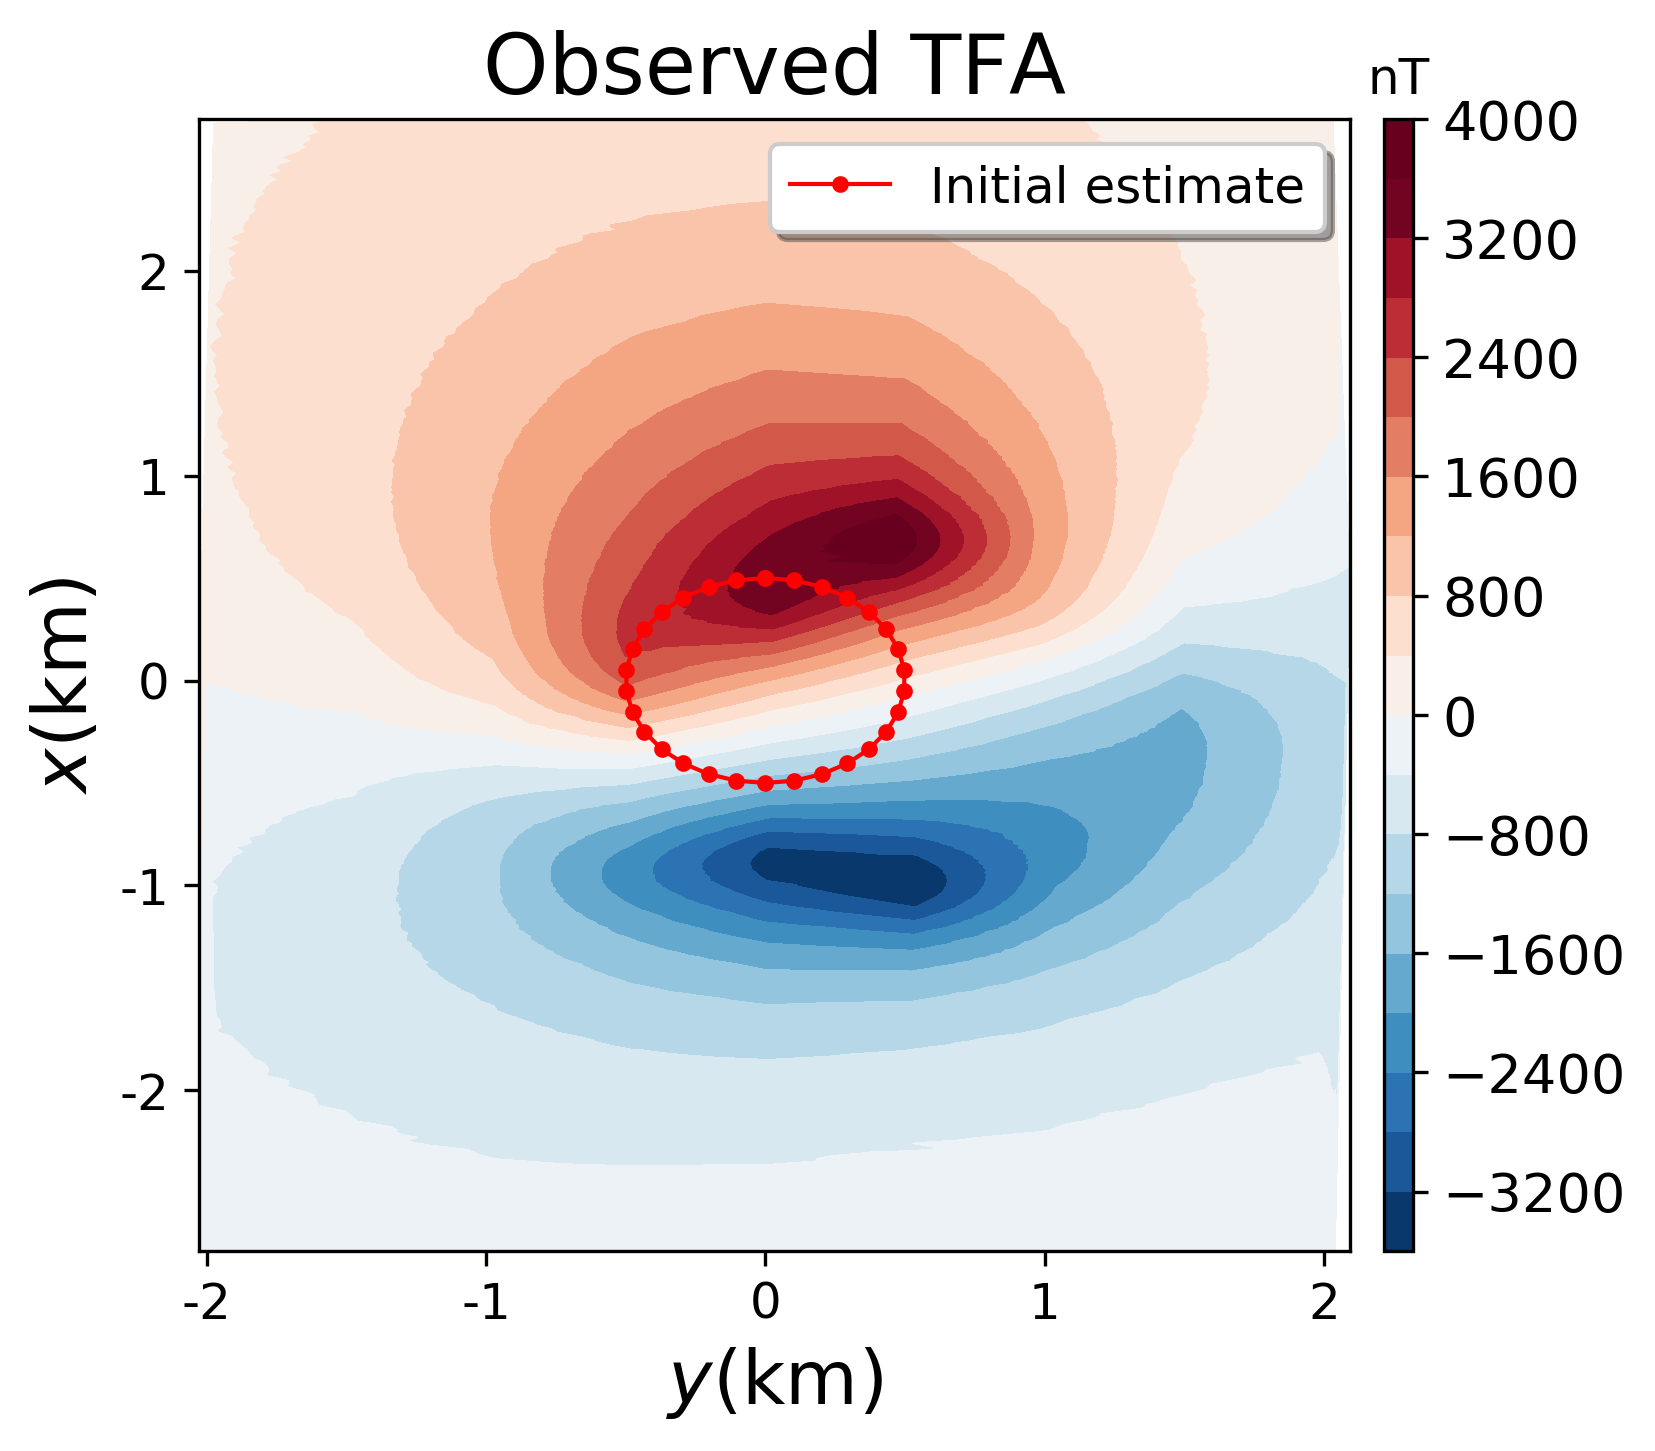 Observed TFA
nT
Initial estimate
4000
3200
2400
1600
800
0
−800
−1600
−2400
−3200
2
1
0
-1
-2
x(km)
-2 -1 0 1 2
y(km)